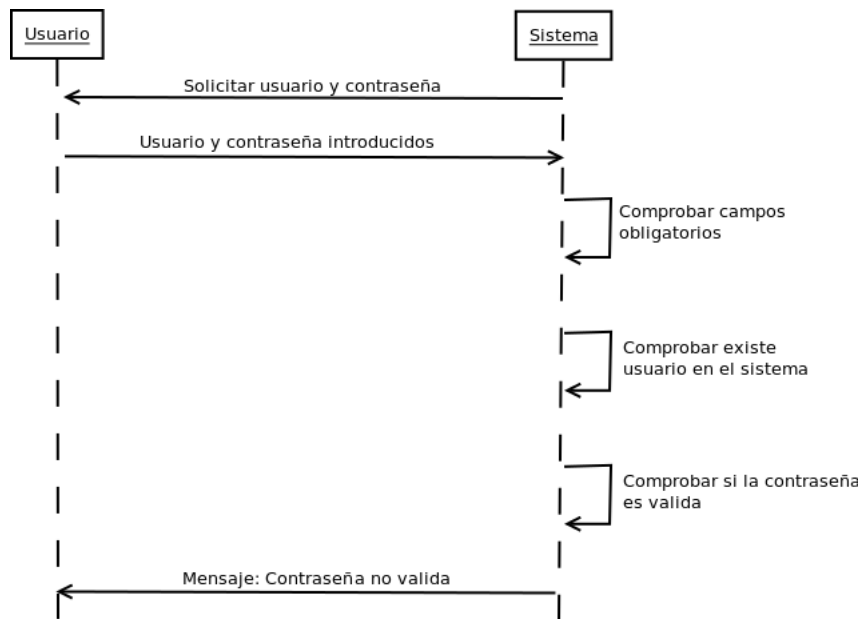 Usuario
Sistema
Solicitar usuario y contraseña
Usuario y contraseña introducidos
Comprobar campos
obligatorios
Comprobar existe
usuario en el sistema
Comprobar si la contraseña
es valida
Mensaje: Contraseña no valida